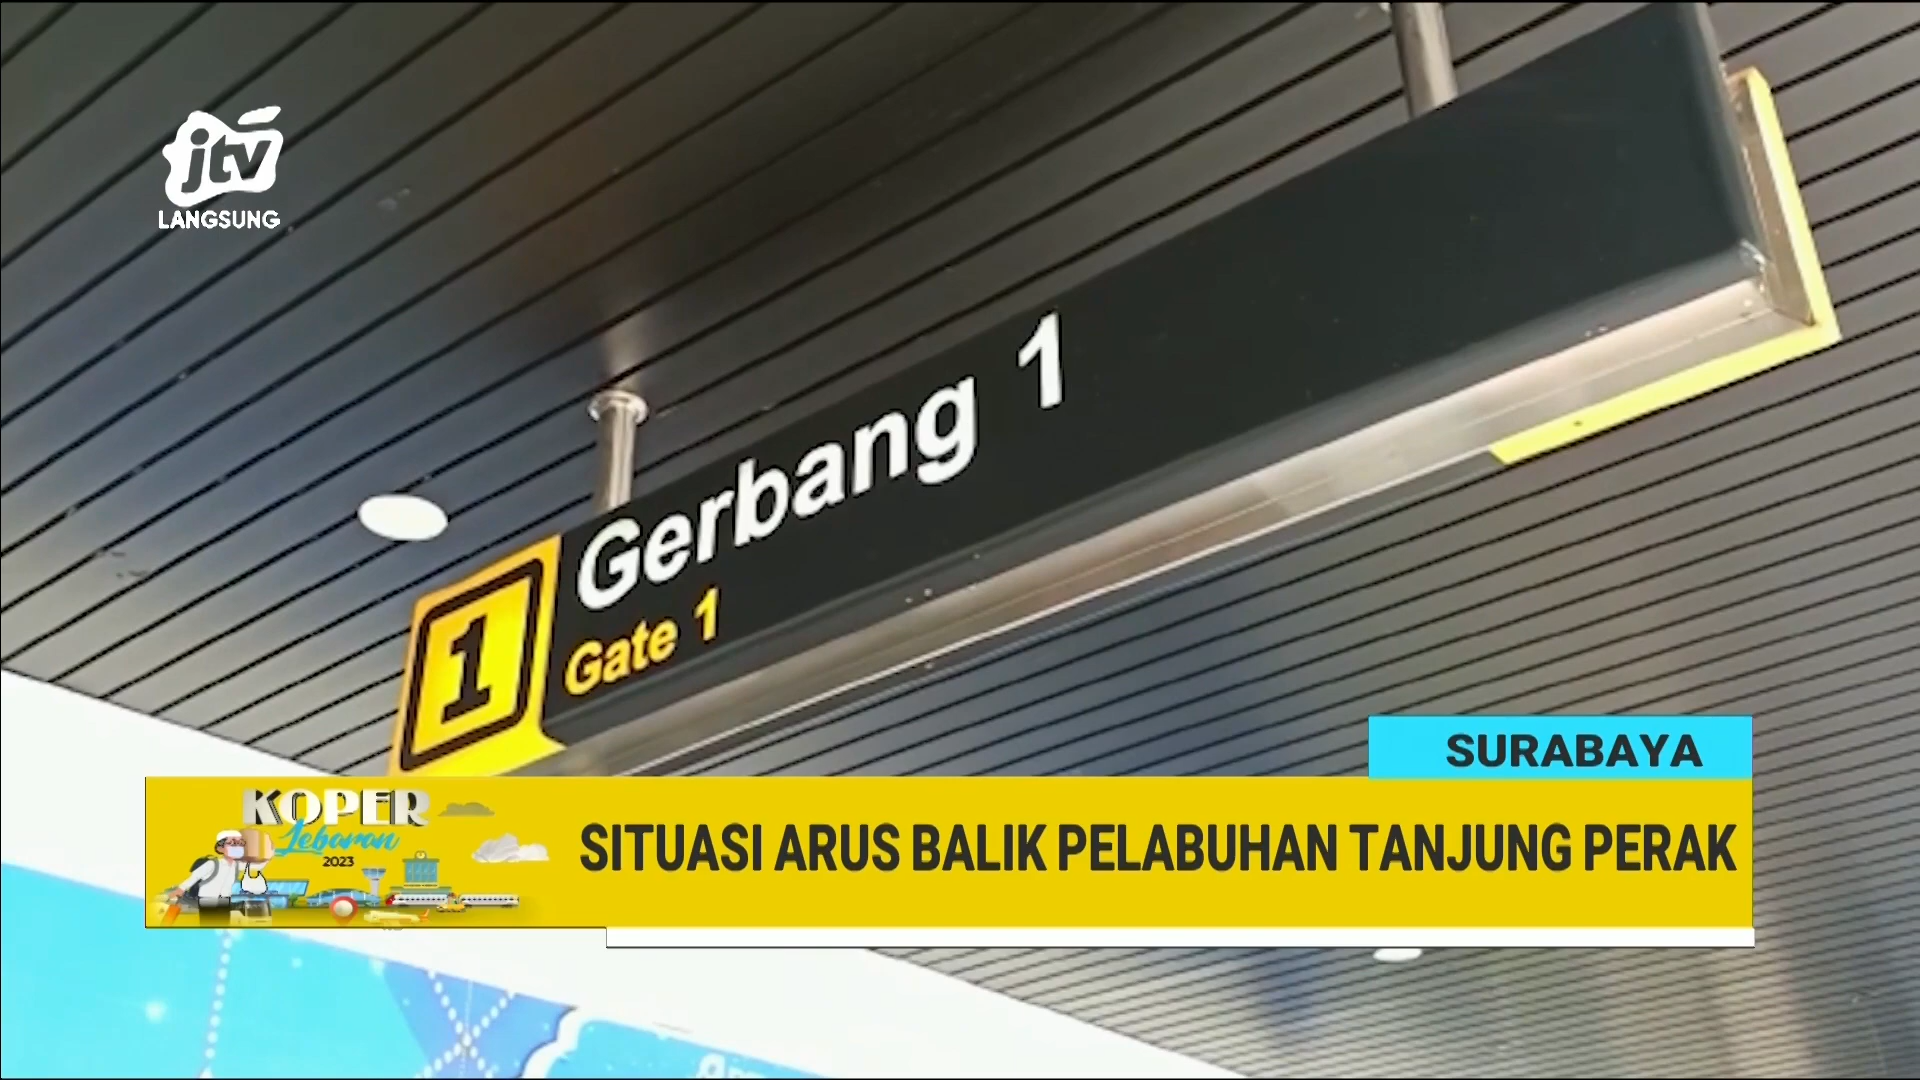 jtv
LANGSUNG
Gerbang 1
1
Gate 1
SURABAYA
KOPER
Lebaran
2023
SITUASI ARUS BALIK PELABUHAN TANJUNG PERAK